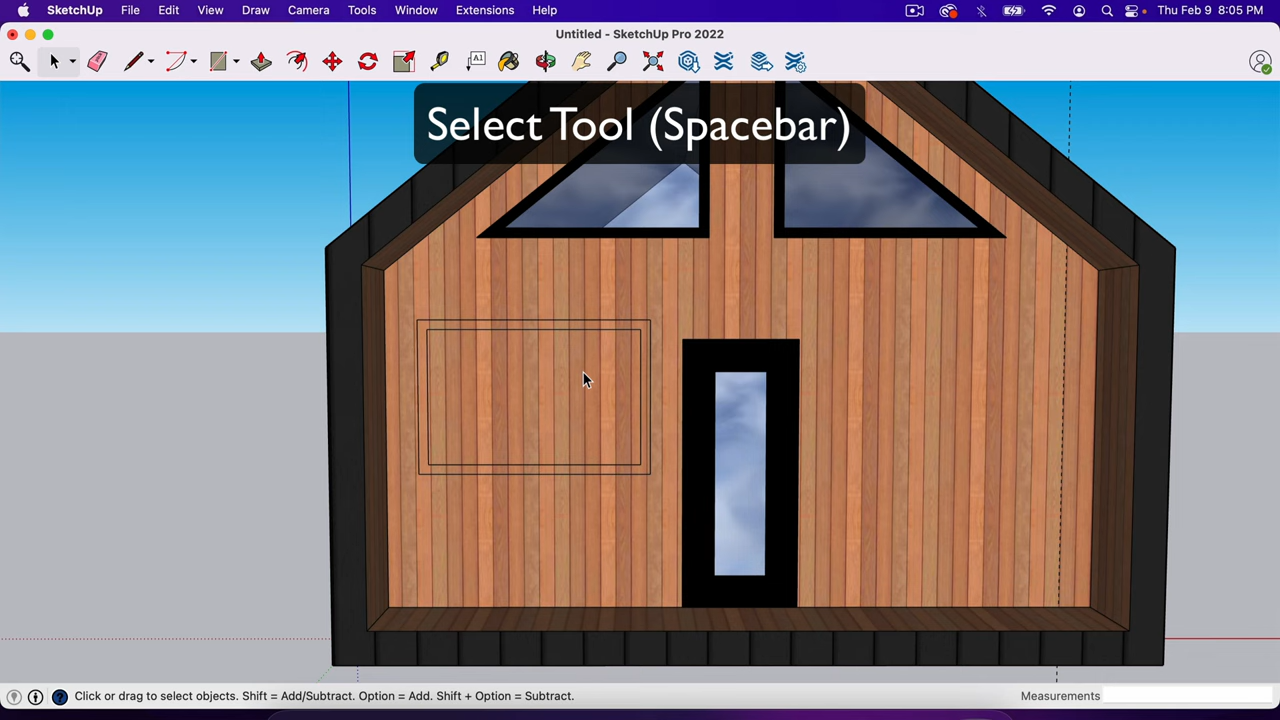 SketchUp File Edit View Draw Camera Tools Window Extensions Help Thu Feb 9 8:05 PM
Untitled - SketchUp Pro 2022
A1
Select Tool (Spacebar)
Click or drag to select objects. Shift = Add/Subtract. Option = Add. Shift + Option = Subtract. Measurements